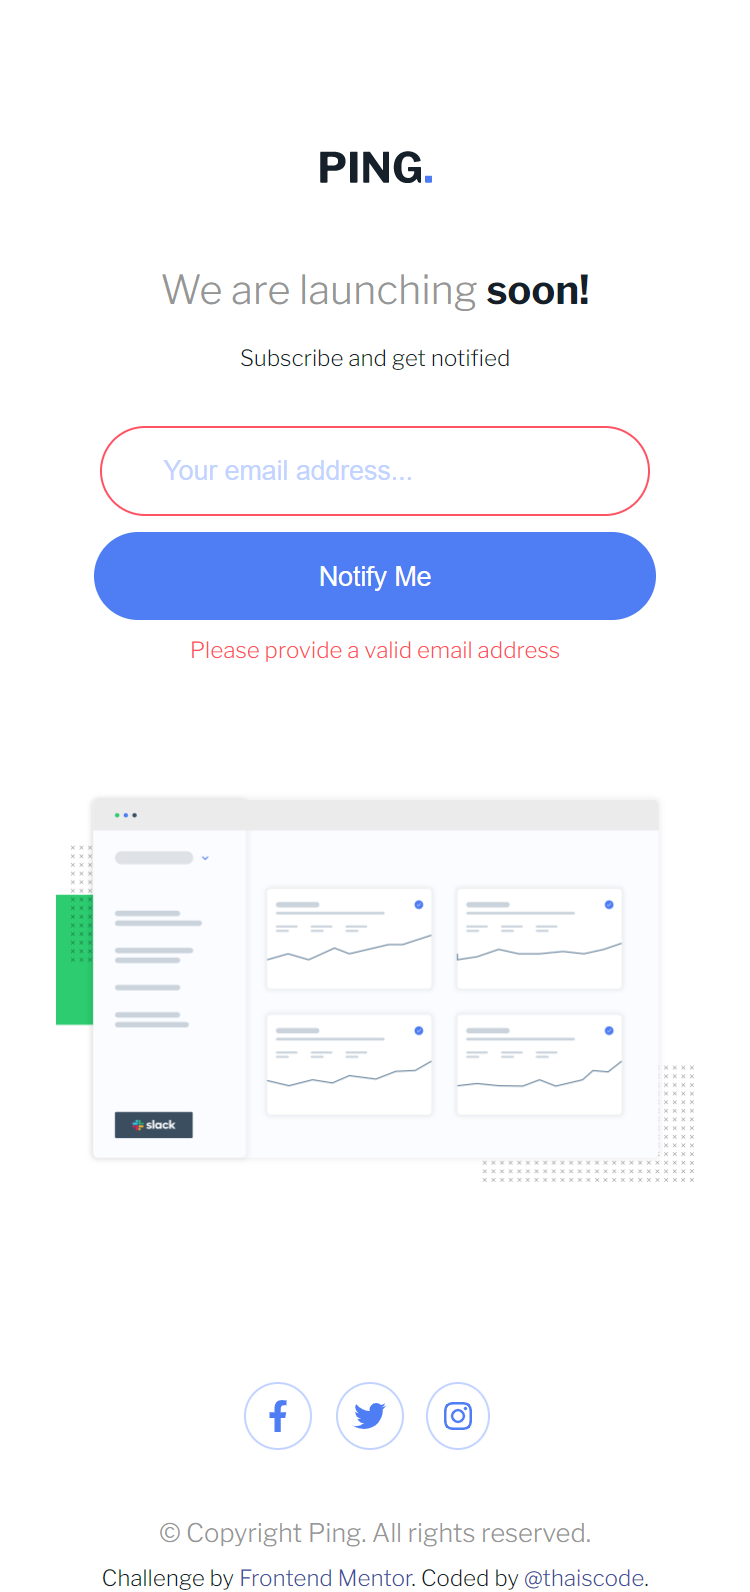 PING.
We are launching soon!
Subscribe and get notified
Your email address...
Notify Me
Please provide a valid email address
slack
© Copyright Ping. All rights reserved.
Challenge by Frontend Mentor. Coded by @thaiscode.